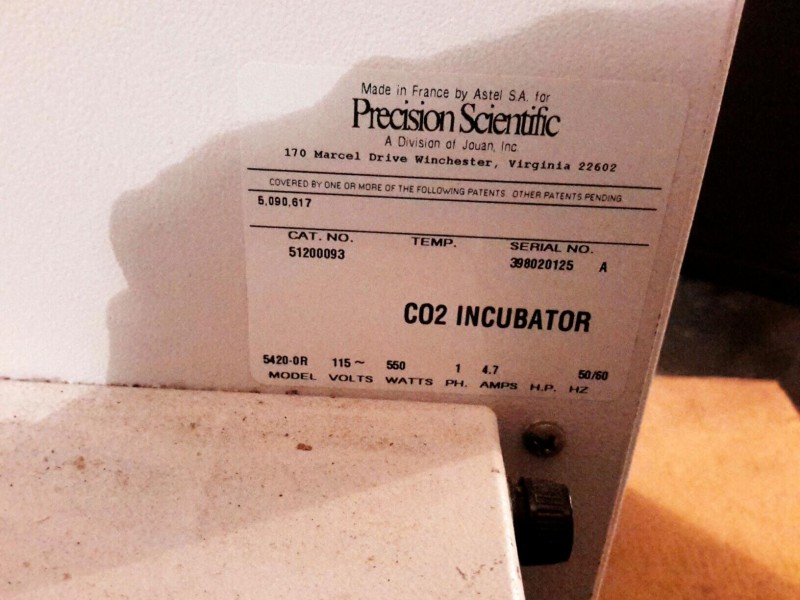 Made in France by Astel S.A. for
Precision Scientific
A Division of Jouan, Inc.
170 Marcel Drive Winchester, Virginia 22602
COVERED BY ONE OR MORE OF THE FOLLOWING PATENTS. OTHER PATENTS PENDING.
5,090,617
CAT. NO. TEMP. SERIAL NO.
51200093 398020125 A
CO2 INCUBATOR
5420-0R 115~ 550 1 4.7 50/60
MODEL VOLTS WATTS PH. AMPS H.P. HZ